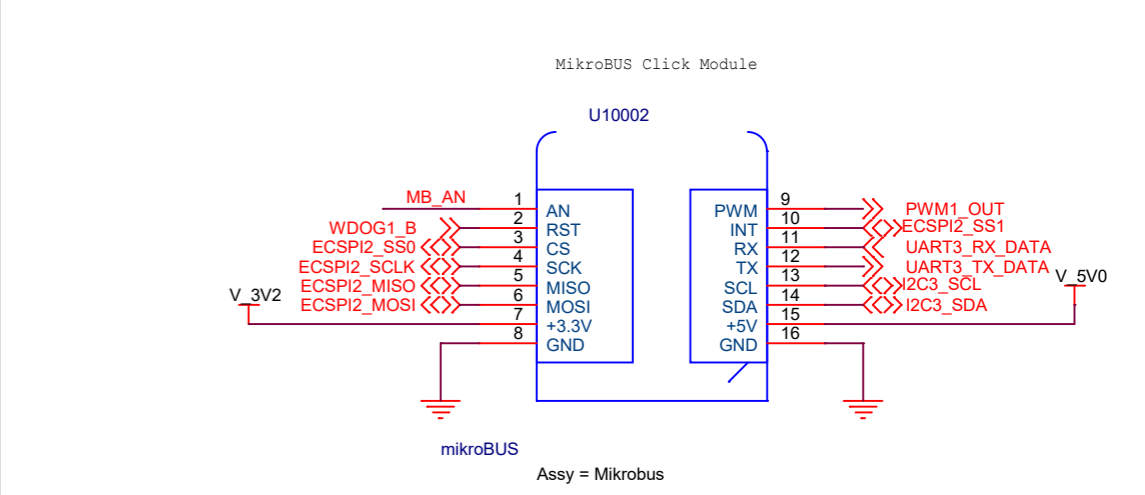 MikroBUS Click Module
U10002
MB_AN 1 AN
WDOG1_B 2 RST
ECSPI2_SS0 3 CS
ECSPI2_SCLK 4 SCK
ECSPI2_MISO 5 MISO
ECSPI2_MOSI 6 MOSI
V_3V2 7 +3.3V
8 GND
PWM 9 PWM1_OUT
INT 10 ECSPI2_SS1
RX 11 UART3_RX_DATA
TX 12 UART3_TX_DATA
SCL 13 I2C3_SCL
SDA 14 I2C3_SDA
+5V 15 V_5V0
GND 16
mikroBUS
Assy = Mikrobus